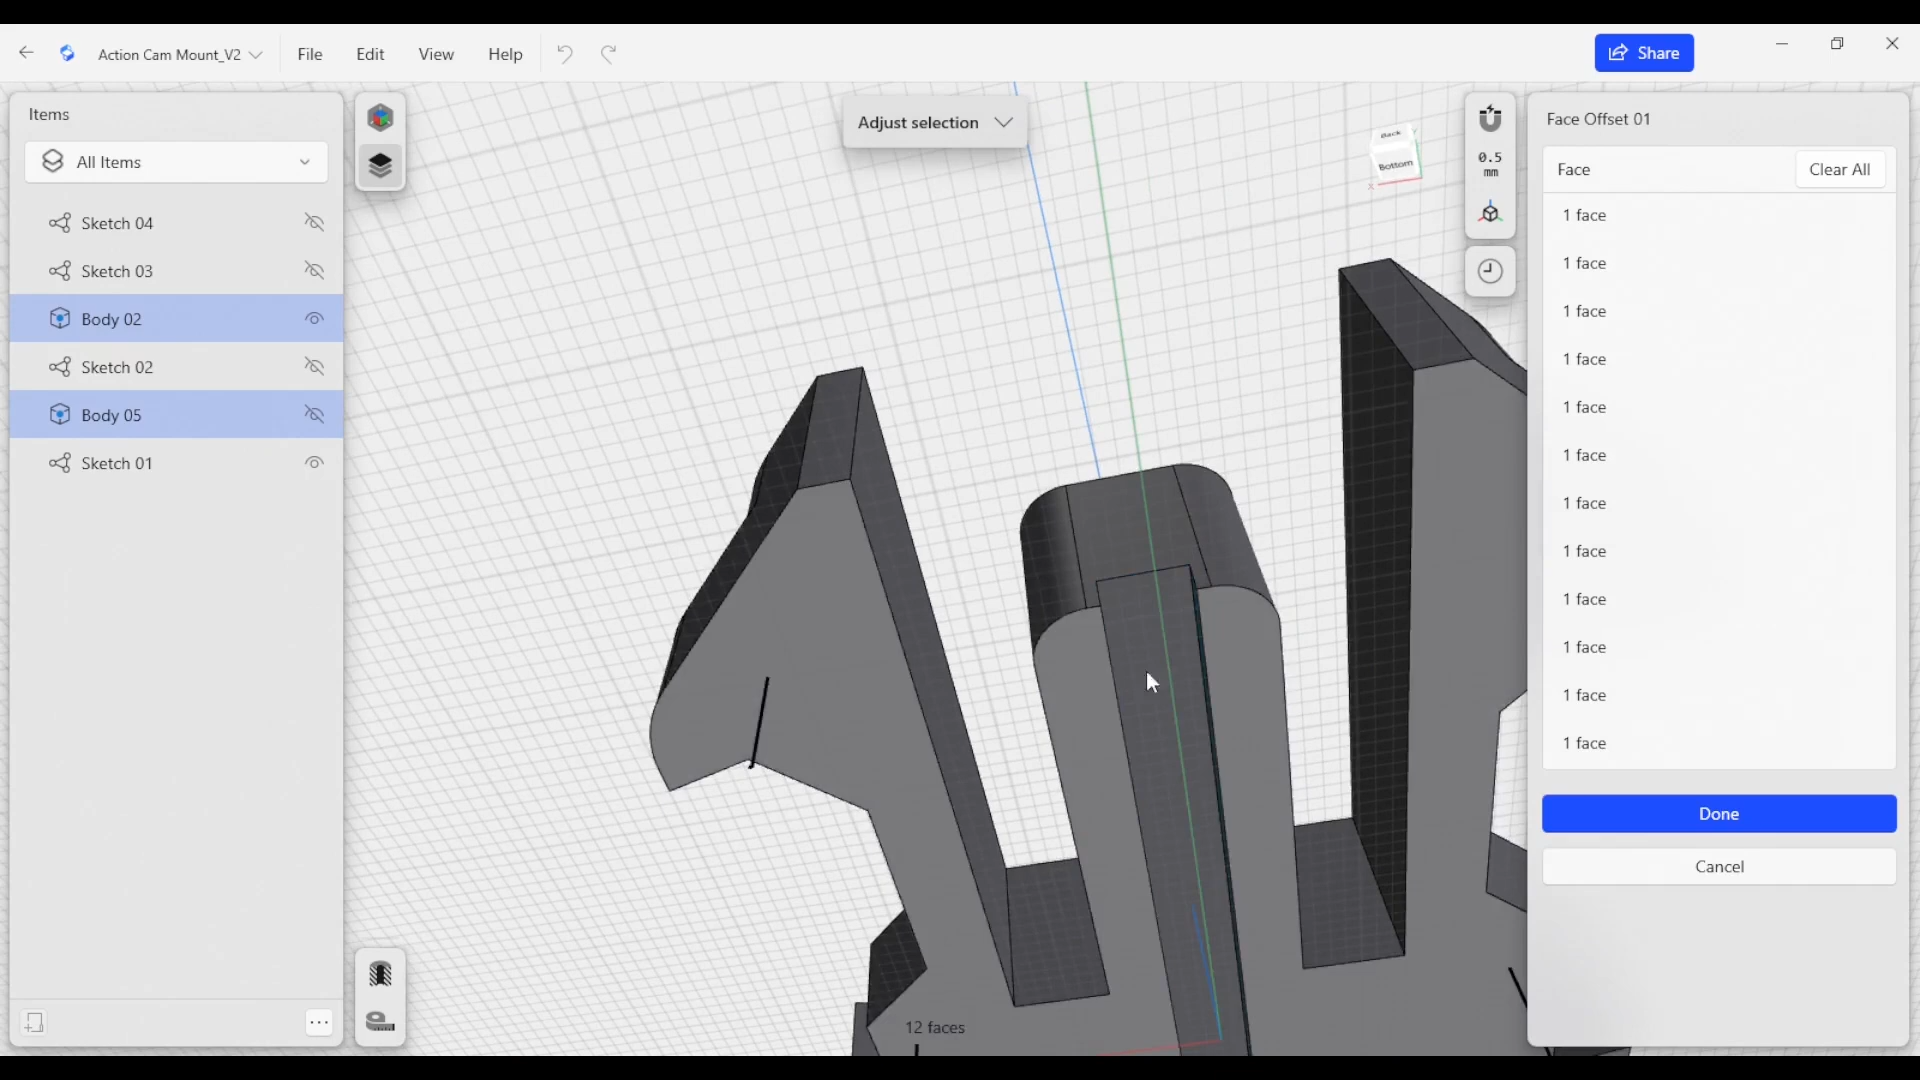 Action Cam Mount_V2
File
Edit
View
Help
Share
Items
All Items
Sketch 04
Sketch 03
Body 02
Sketch 02
Body 05
Sketch 01
Adjust selection
Back
Bottom
X
0.5
mm
12 faces
Face Offset 01
Face
Clear All
1 face
1 face
1 face
1 face
1 face
1 face
1 face
1 face
1 face
1 face
1 face
1 face
Done
Cancel